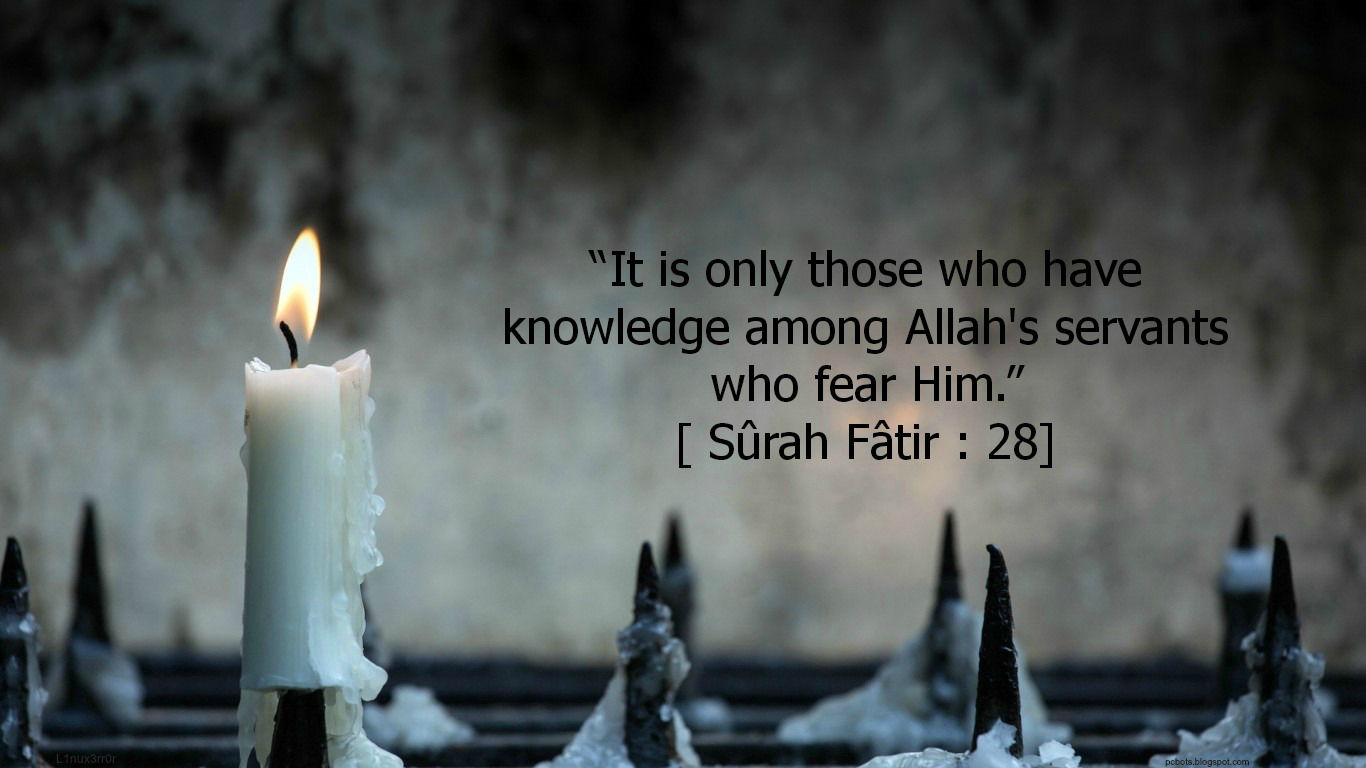 “It is only those who have
knowledge among Allah's servants
who fear Him.”
[ Sûrah Fâtir : 28]
L1nux3rr0r
pcbots.blogspot.com